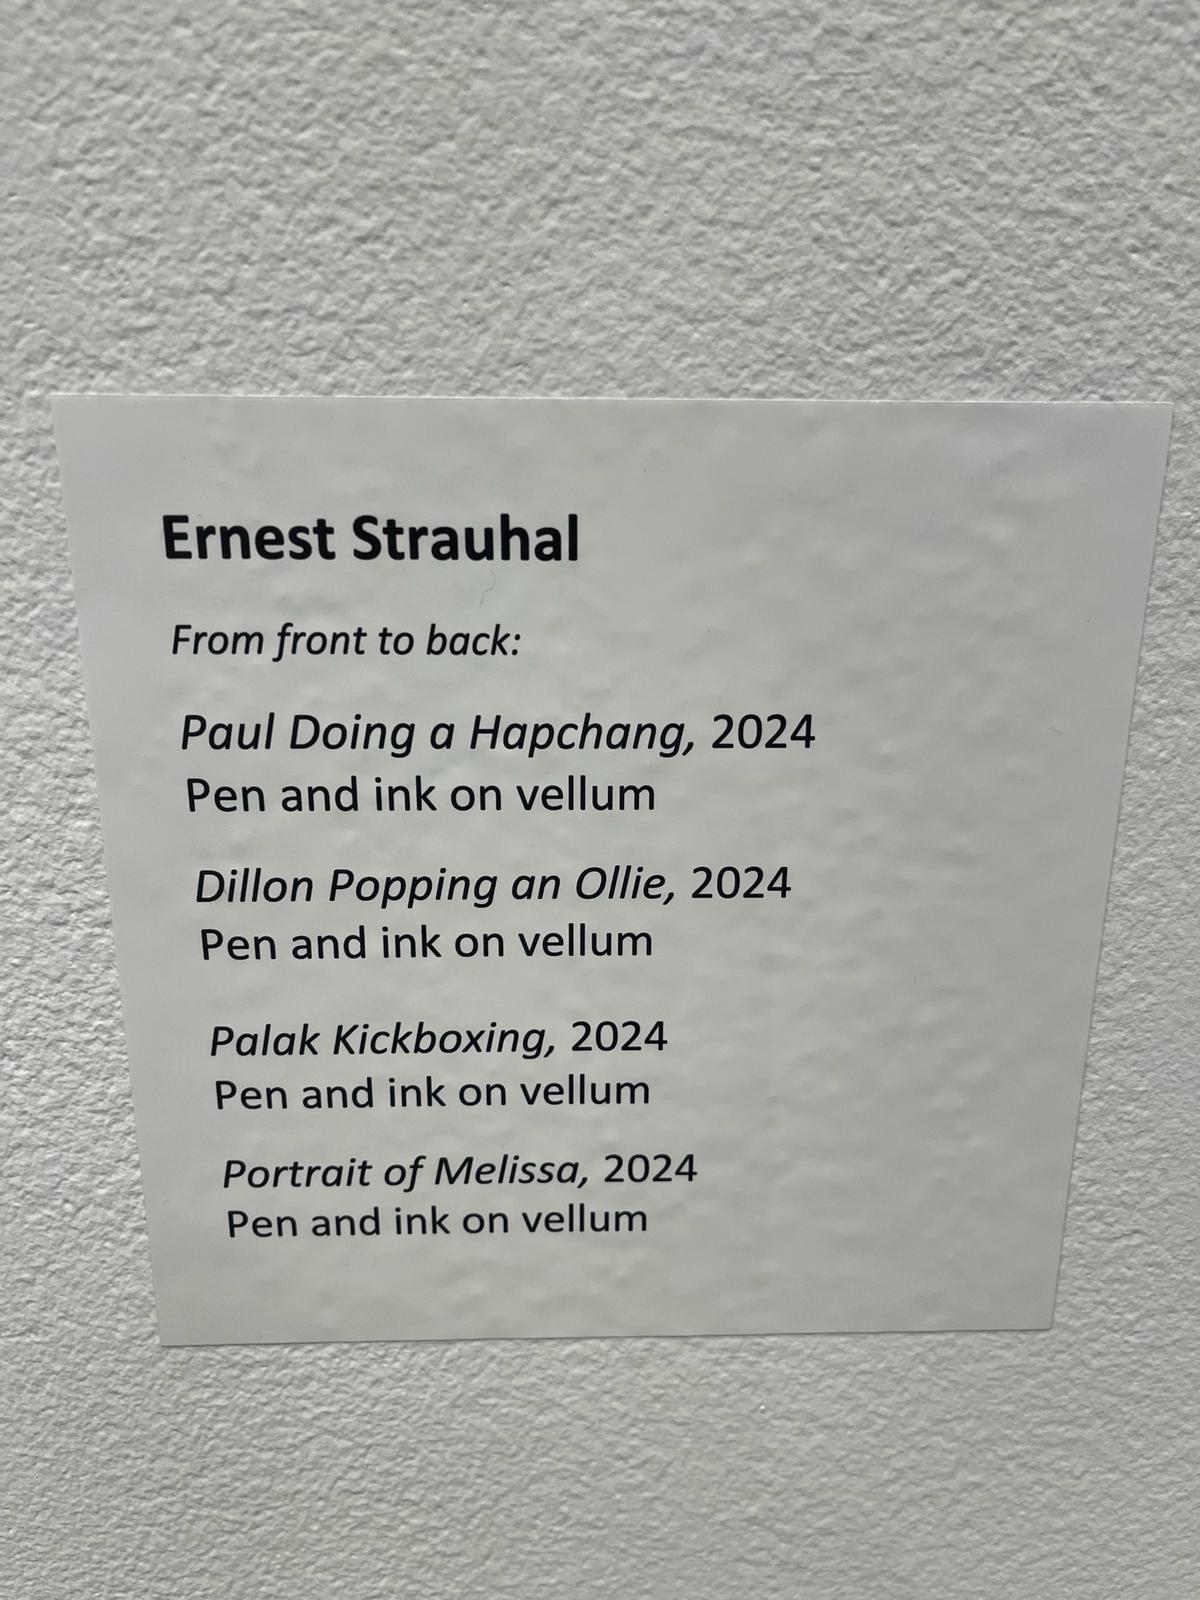 Ernest Strauhal
From front to back:
Paul Doing a Hapchang, 2024
Pen and ink on vellum
Dillon Popping an Ollie, 2024
Pen and ink on vellum
Palak Kickboxing, 2024
Pen and ink on vellum
Portrait of Melissa, 2024
Pen and ink on vellum